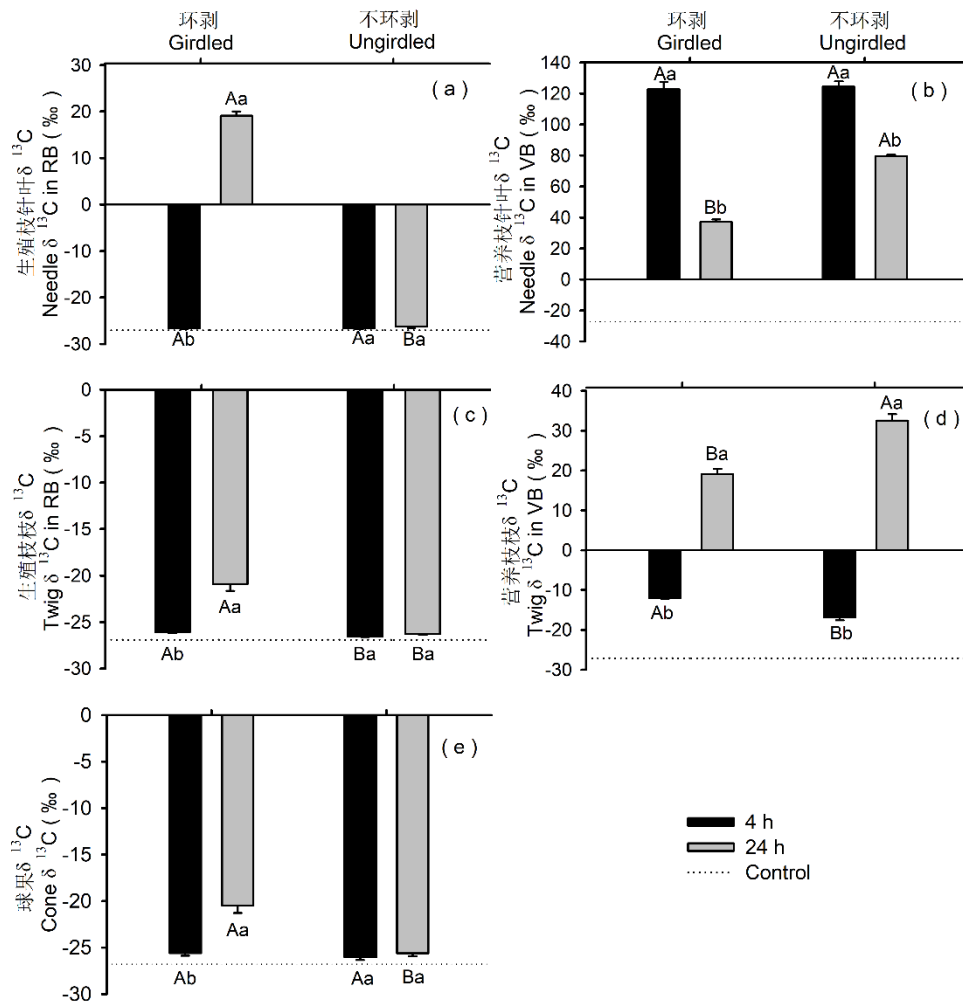 环剥
Girdled
不环剥
Ungirdled
环剥
Girdled
不环剥
Ungirdled
生殖枝针叶δ 13C
Needle δ 13C in RB ( ‰ )
30
20
10
0
-10
-20
-30
( a )
Aa
Ab
Aa
Ba
营养枝针叶δ 13C
Needle δ 13C in VB ( ‰ )
140
120
100
80
60
40
20
0
-20
-40
( b )
Aa
Bb
Aa
Ab
生殖枝枝δ 13C
Twig δ 13C in RB ( ‰ )
0
-5
-10
-15
-20
-25
-30
( c )
Ab
Aa
Ba
Ba
营养枝枝δ 13C
Twig δ 13C in VB ( ‰ )
40
30
20
10
0
-10
-20
-30
( d )
Ab
Ba
Bb
Aa
球果δ 13C
Cone δ 13C ( ‰ )
0
-5
-10
-15
-20
-25
-30
( e )
Ab
Aa
Aa
Ba
4 h
24 h
Control